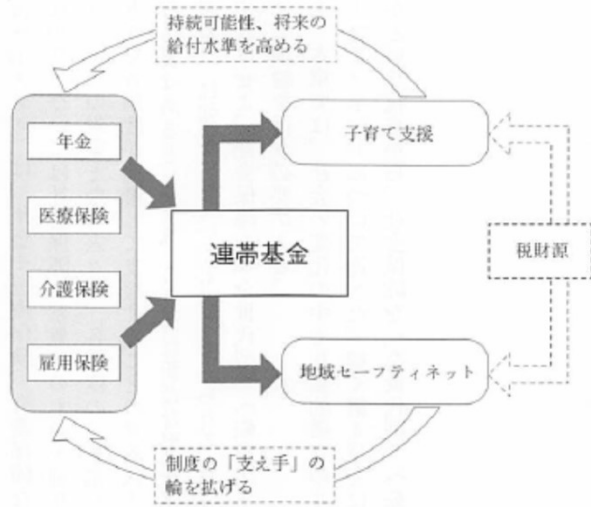 持続可能性、将来の
給付水準を高める
年金
医療保険
介護保険
雇用保険
連帯基金
子育て支援
税財源
地域セーフティネット
制度の「支え手」の
輪を拡げる